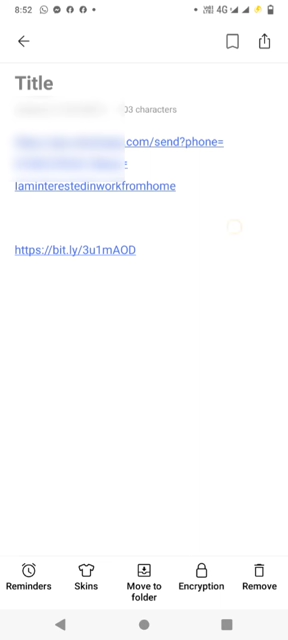 8:52
4G
Title
03 characters
.com/send?phone=
Iaminterestedinworkfromhome
https://bit.ly/3u1mAOD
Reminders
Skins
Move to
folder
Encryption
Remove